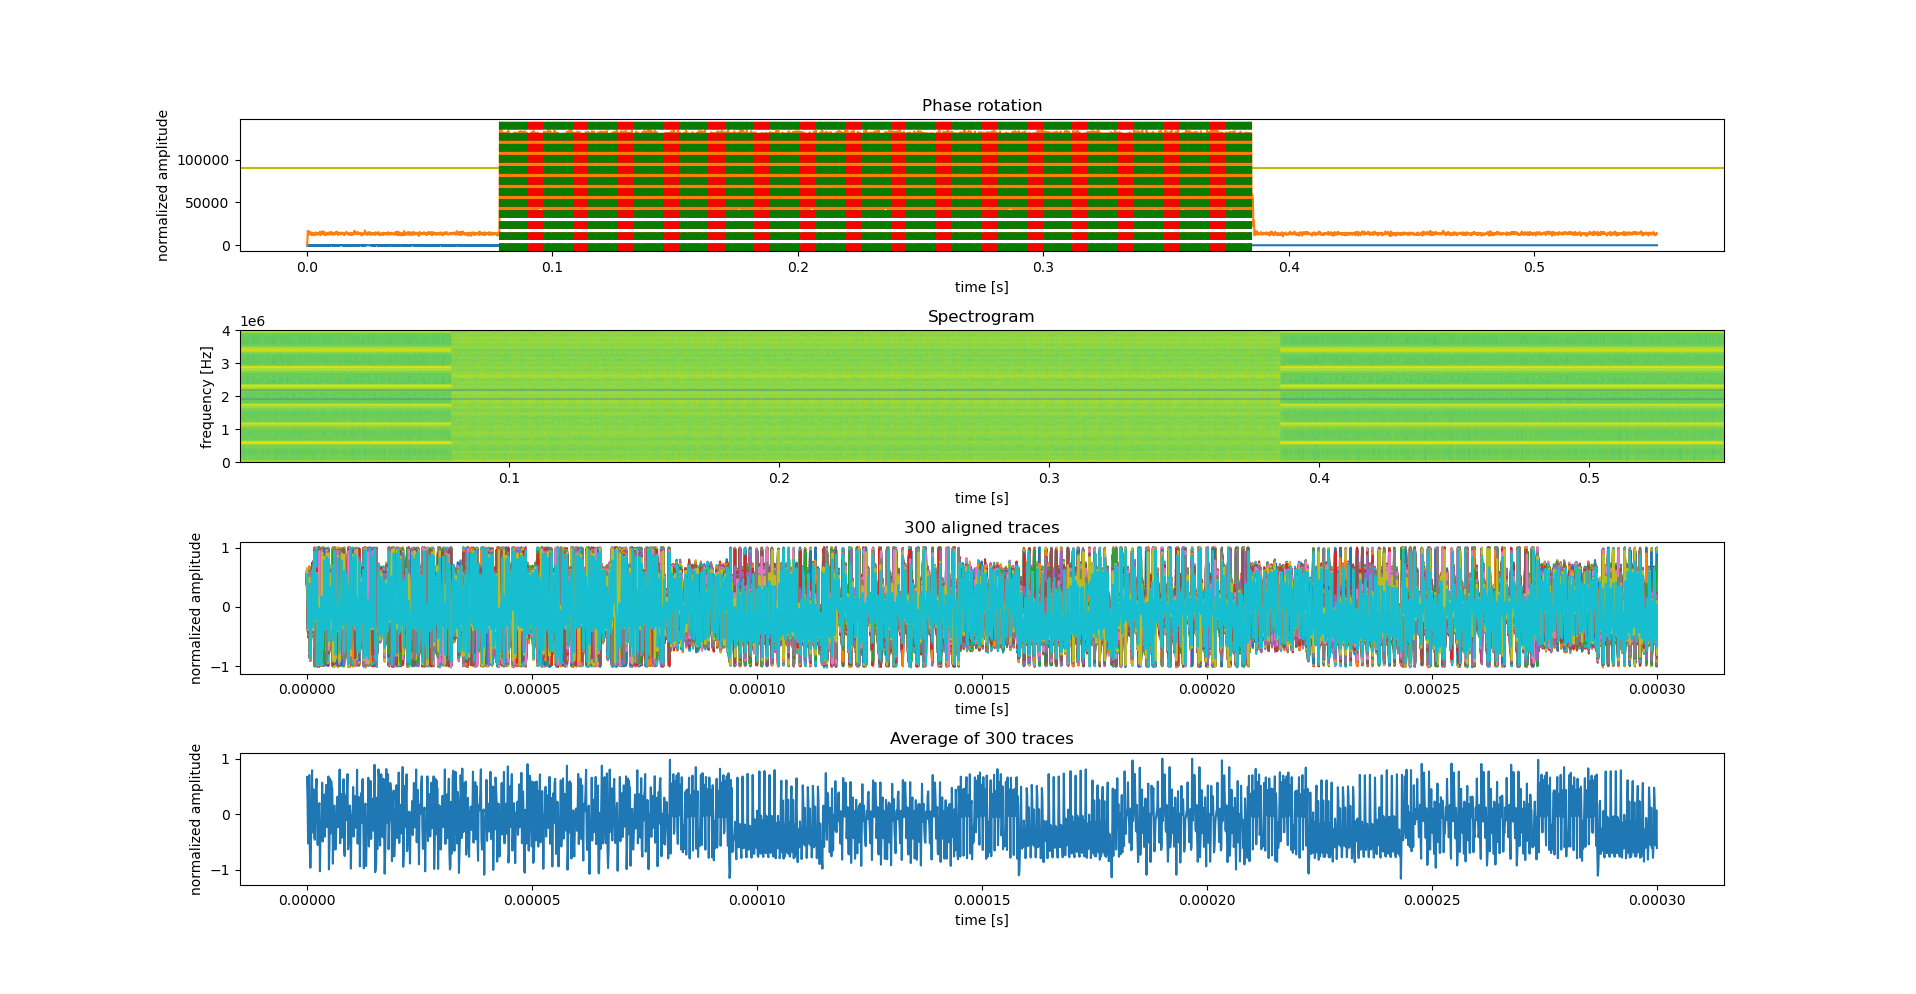 Phase rotation
normalized amplitude
100000
50000
0
0.0 0.1 0.2 0.3 0.4 0.5
time [s]
Spectrogram
1e6
frequency [Hz]
4
3
2
1
0
0.1 0.2 0.3 0.4 0.5
time [s]
300 aligned traces
normalized amplitude
1
0
−1
0.00000 0.00005 0.00010 0.00015 0.00020 0.00025 0.00030
time [s]
Average of 300 traces
normalized amplitude
1
0
−1
0.00000 0.00005 0.00010 0.00015 0.00020 0.00025 0.00030
time [s]